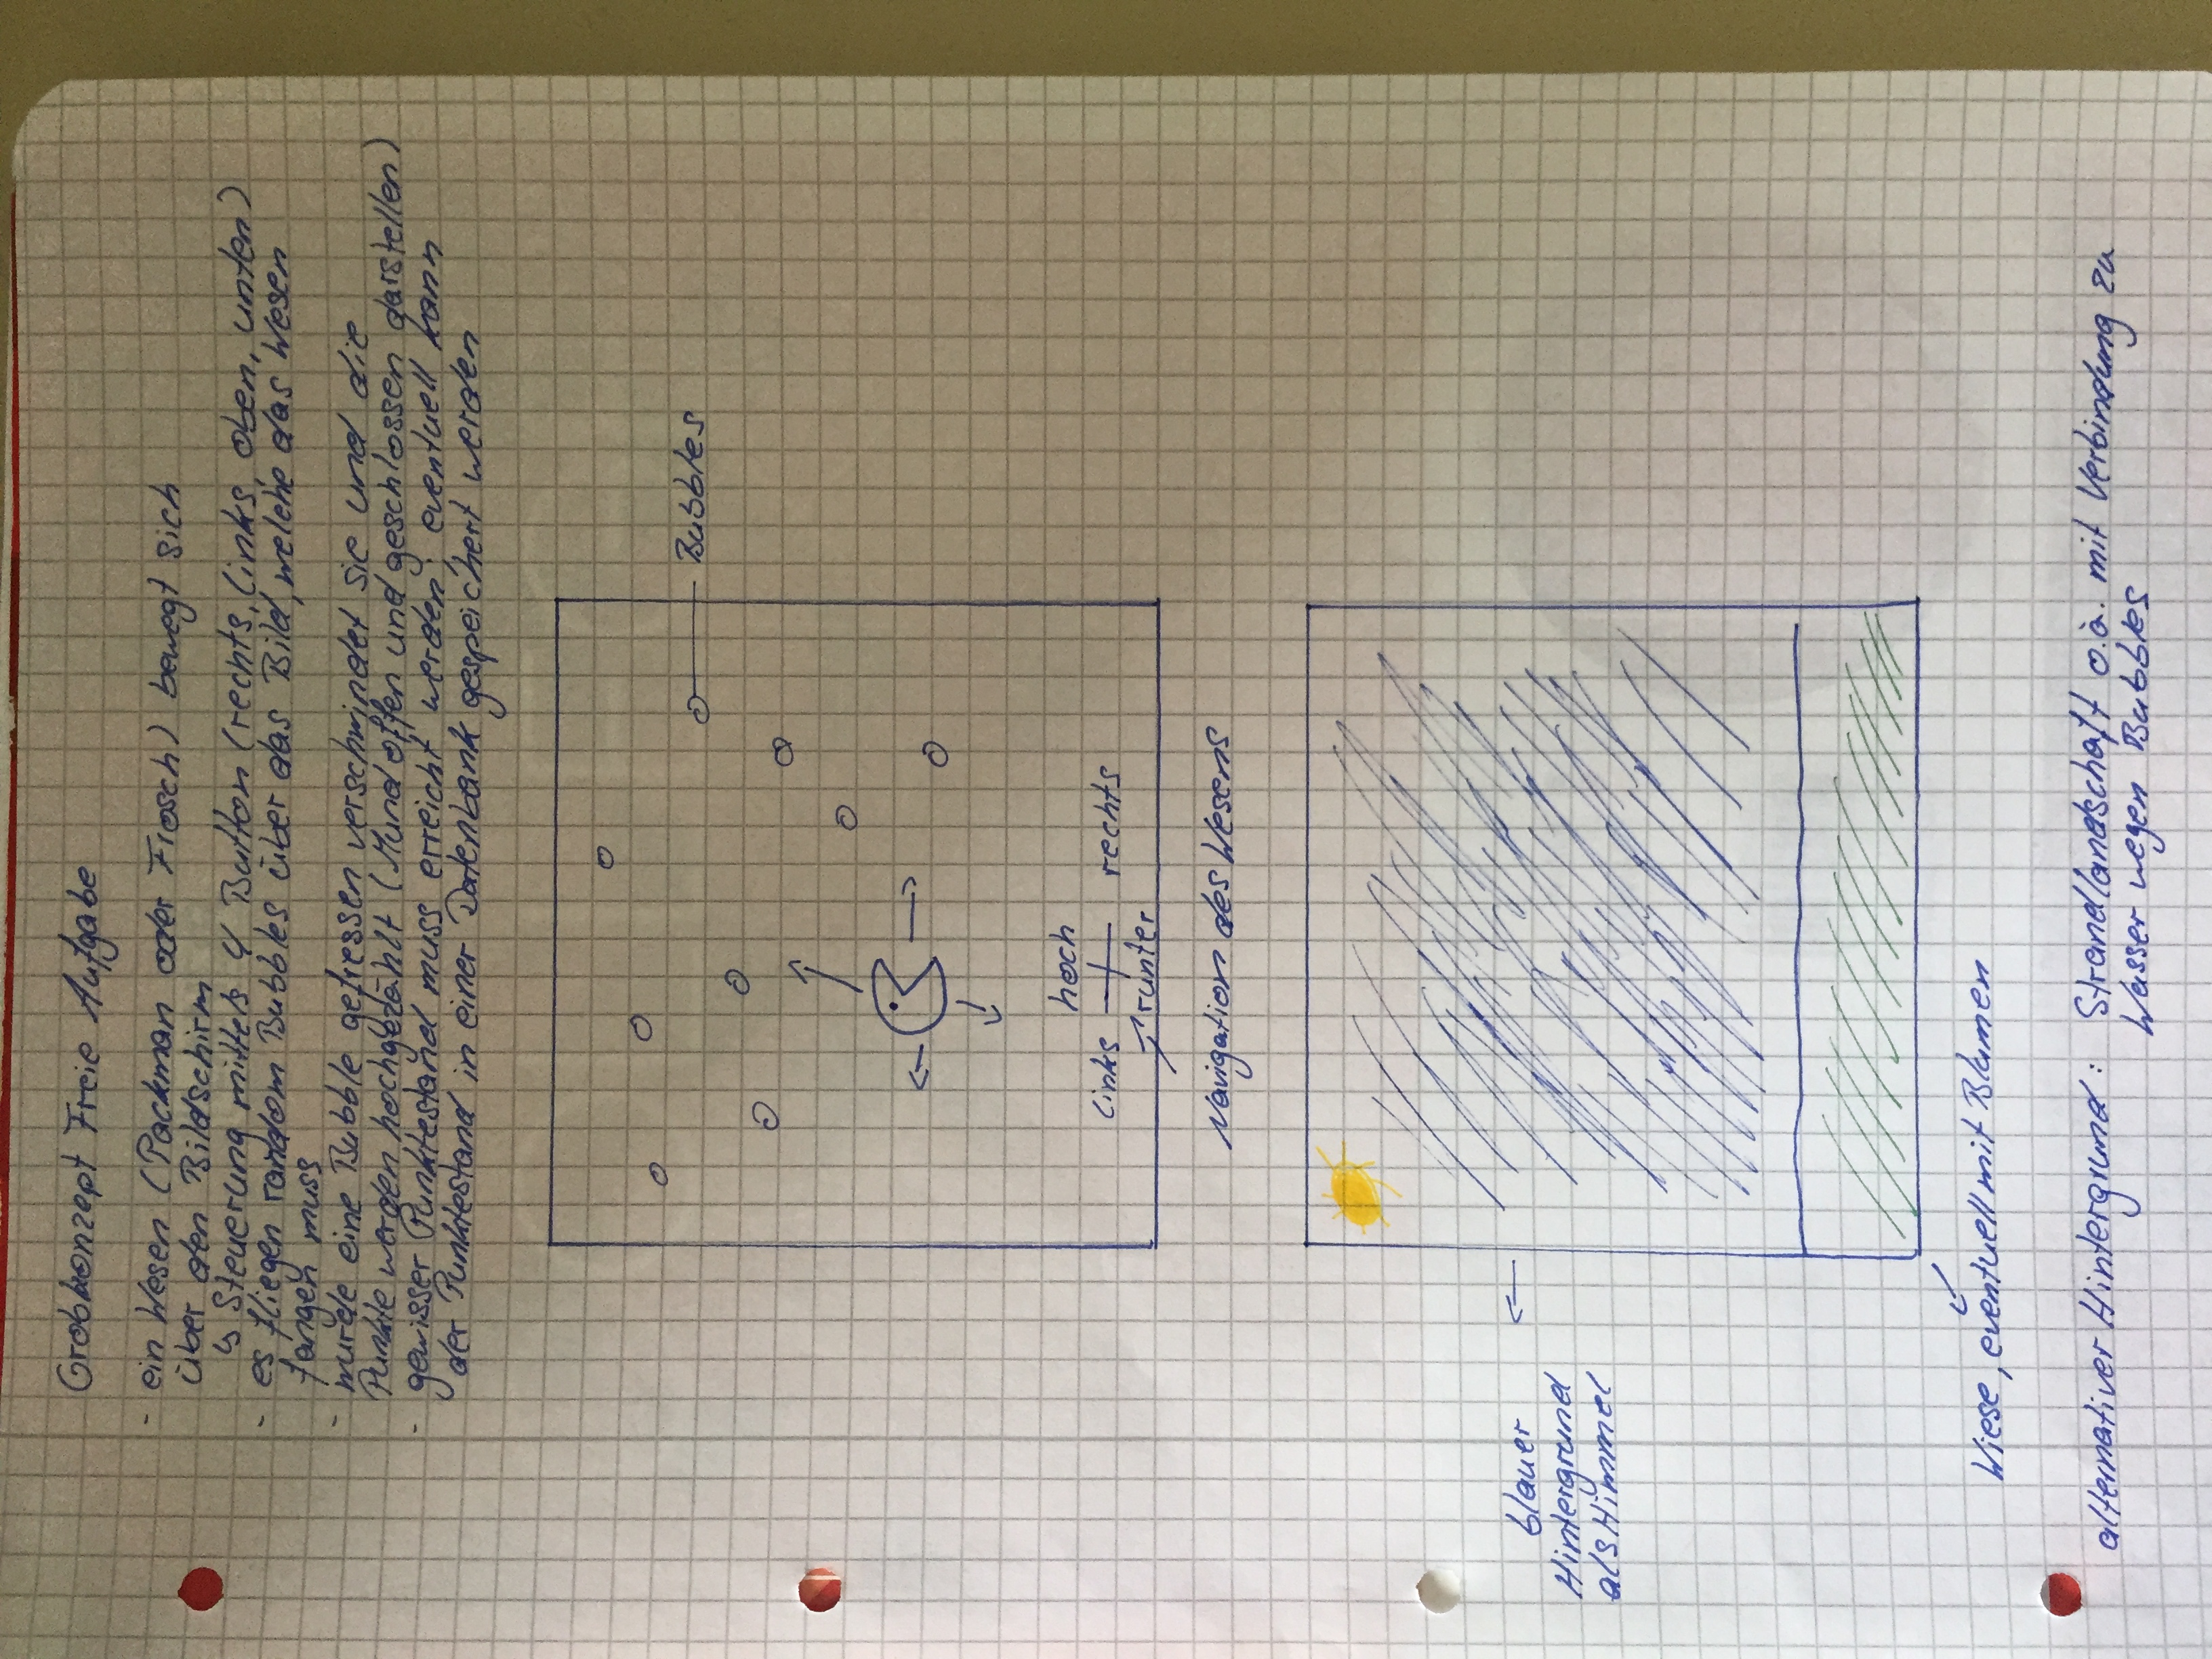 Grobkonzept Freie Aufgabe
- ein Wesen (Packman oder Frosch) bewegt sich
über den Bildschirm
↳ Steuerung mittels 4 Button (rechts, links, oben, unten)
- es fliegen random Bubbles über das Bild, welche das Wesen
fangen muss
- wurde eine Bubble gefressen verschwindet sie und die
Punkte werden hochgezählt (Mund offen und geschlossen darstellen)
- gewisser Punktestand muss erreicht werden; eventuell kann
der Punktestand in einer Datenbank gespeichert werden
Bubbles
hoch
links rechts
runter
Navigation des Wesens
blauer
Hintergrund
als Himmel
Wiese, eventuell mit Blumen
alternativer Hintergrund: Strandlandschaft o.ä. mit Verbindung zu
Wasser wegen Bubbles